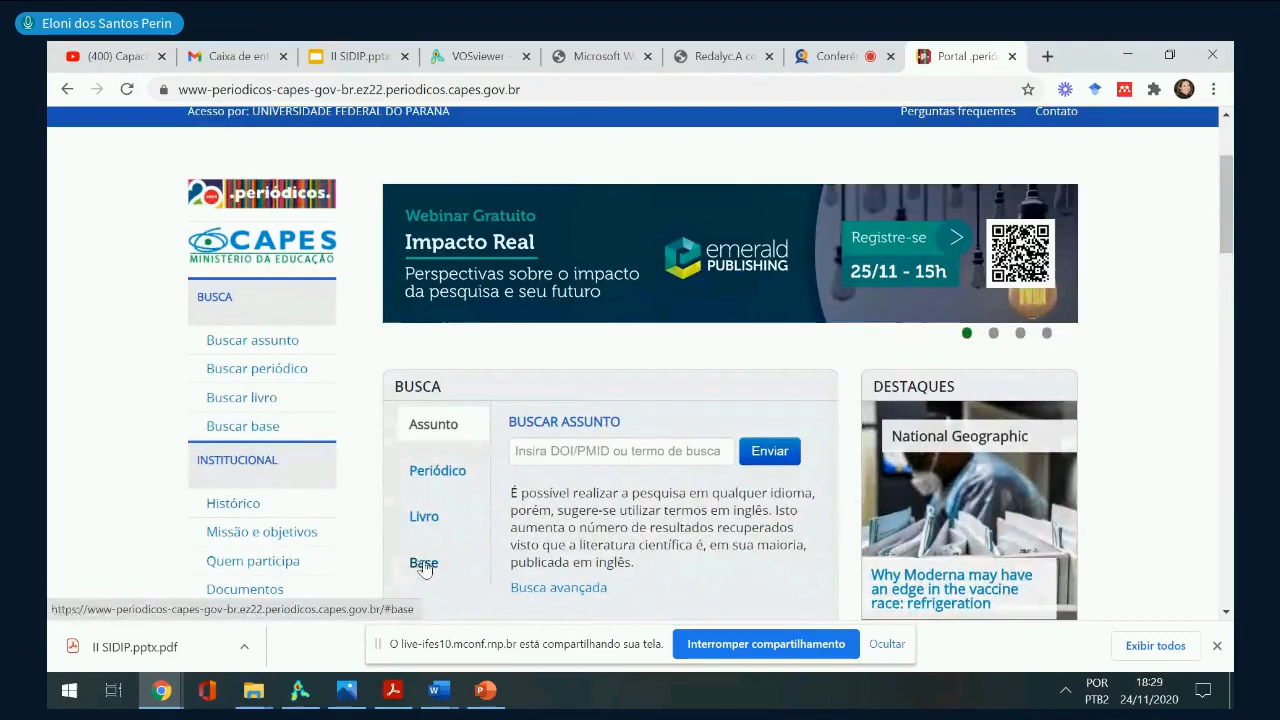 Eloni dos Santos Perin
(400) Capac
Caixa de en
II SIDIP.pptx
VOSviewer -
Microsoft W
Redalyc.A c
Conferên
Portal .perió
www-periodicos-capes-gov-br.ez22.periodicos.capes.gov.br
Acesso por: UNIVERSIDADE FEDERAL DO PARANÁ
Perguntas frequentes
Contato
20 .periódicos.
CAPES
MINISTÉRIO DA EDUCAÇÃO
BUSCA
Buscar assunto
Buscar periódico
Buscar livro
Buscar base
INSTITUCIONAL
Histórico
Missão e objetivos
Quem participa
Documentos
Webinar Gratuito
Impacto Real
Perspectivas sobre o impacto
da pesquisa e seu futuro
emerald
PUBLISHING
Registre-se
25/11 - 15h
BUSCA
Assunto
Periódico
Livro
Base
BUSCAR ASSUNTO
Insira DOI/PMID ou termo de busca
Enviar
É possível realizar a pesquisa em qualquer idioma,
porém, sugere-se utilizar termos em inglês. Isto
aumenta o número de resultados recuperados
visto que a literatura científica é, em sua maioria,
publicada em inglês.
Busca avançada
DESTAQUES
National Geographic
Why Moderna may have
an edge in the vaccine
race: refrigeration
https://www-periodicos-capes-gov-br.ez22.periodicos.capes.gov.br/#base
II SIDIP.pptx.pdf
O live-ifes10.mconf.rnp.br está compartilhando sua tela.
Interromper compartilhamento
Ocultar
Exibir todos
POR
PTB2
18:29
24/11/2020